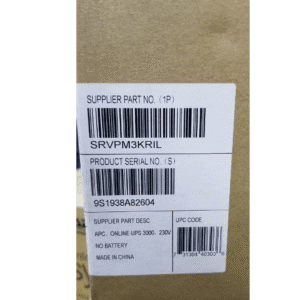 SUPPLIER PART NO. (1P)
SRVPM3KRIL
PRODUCT SERIAL NO. (S)
9S1938A82604
SUPPLIER PART DESC
UPC CODE
APC, ONLINE UPS 3000, 230V
NO BATTERY
MADE IN CHINA